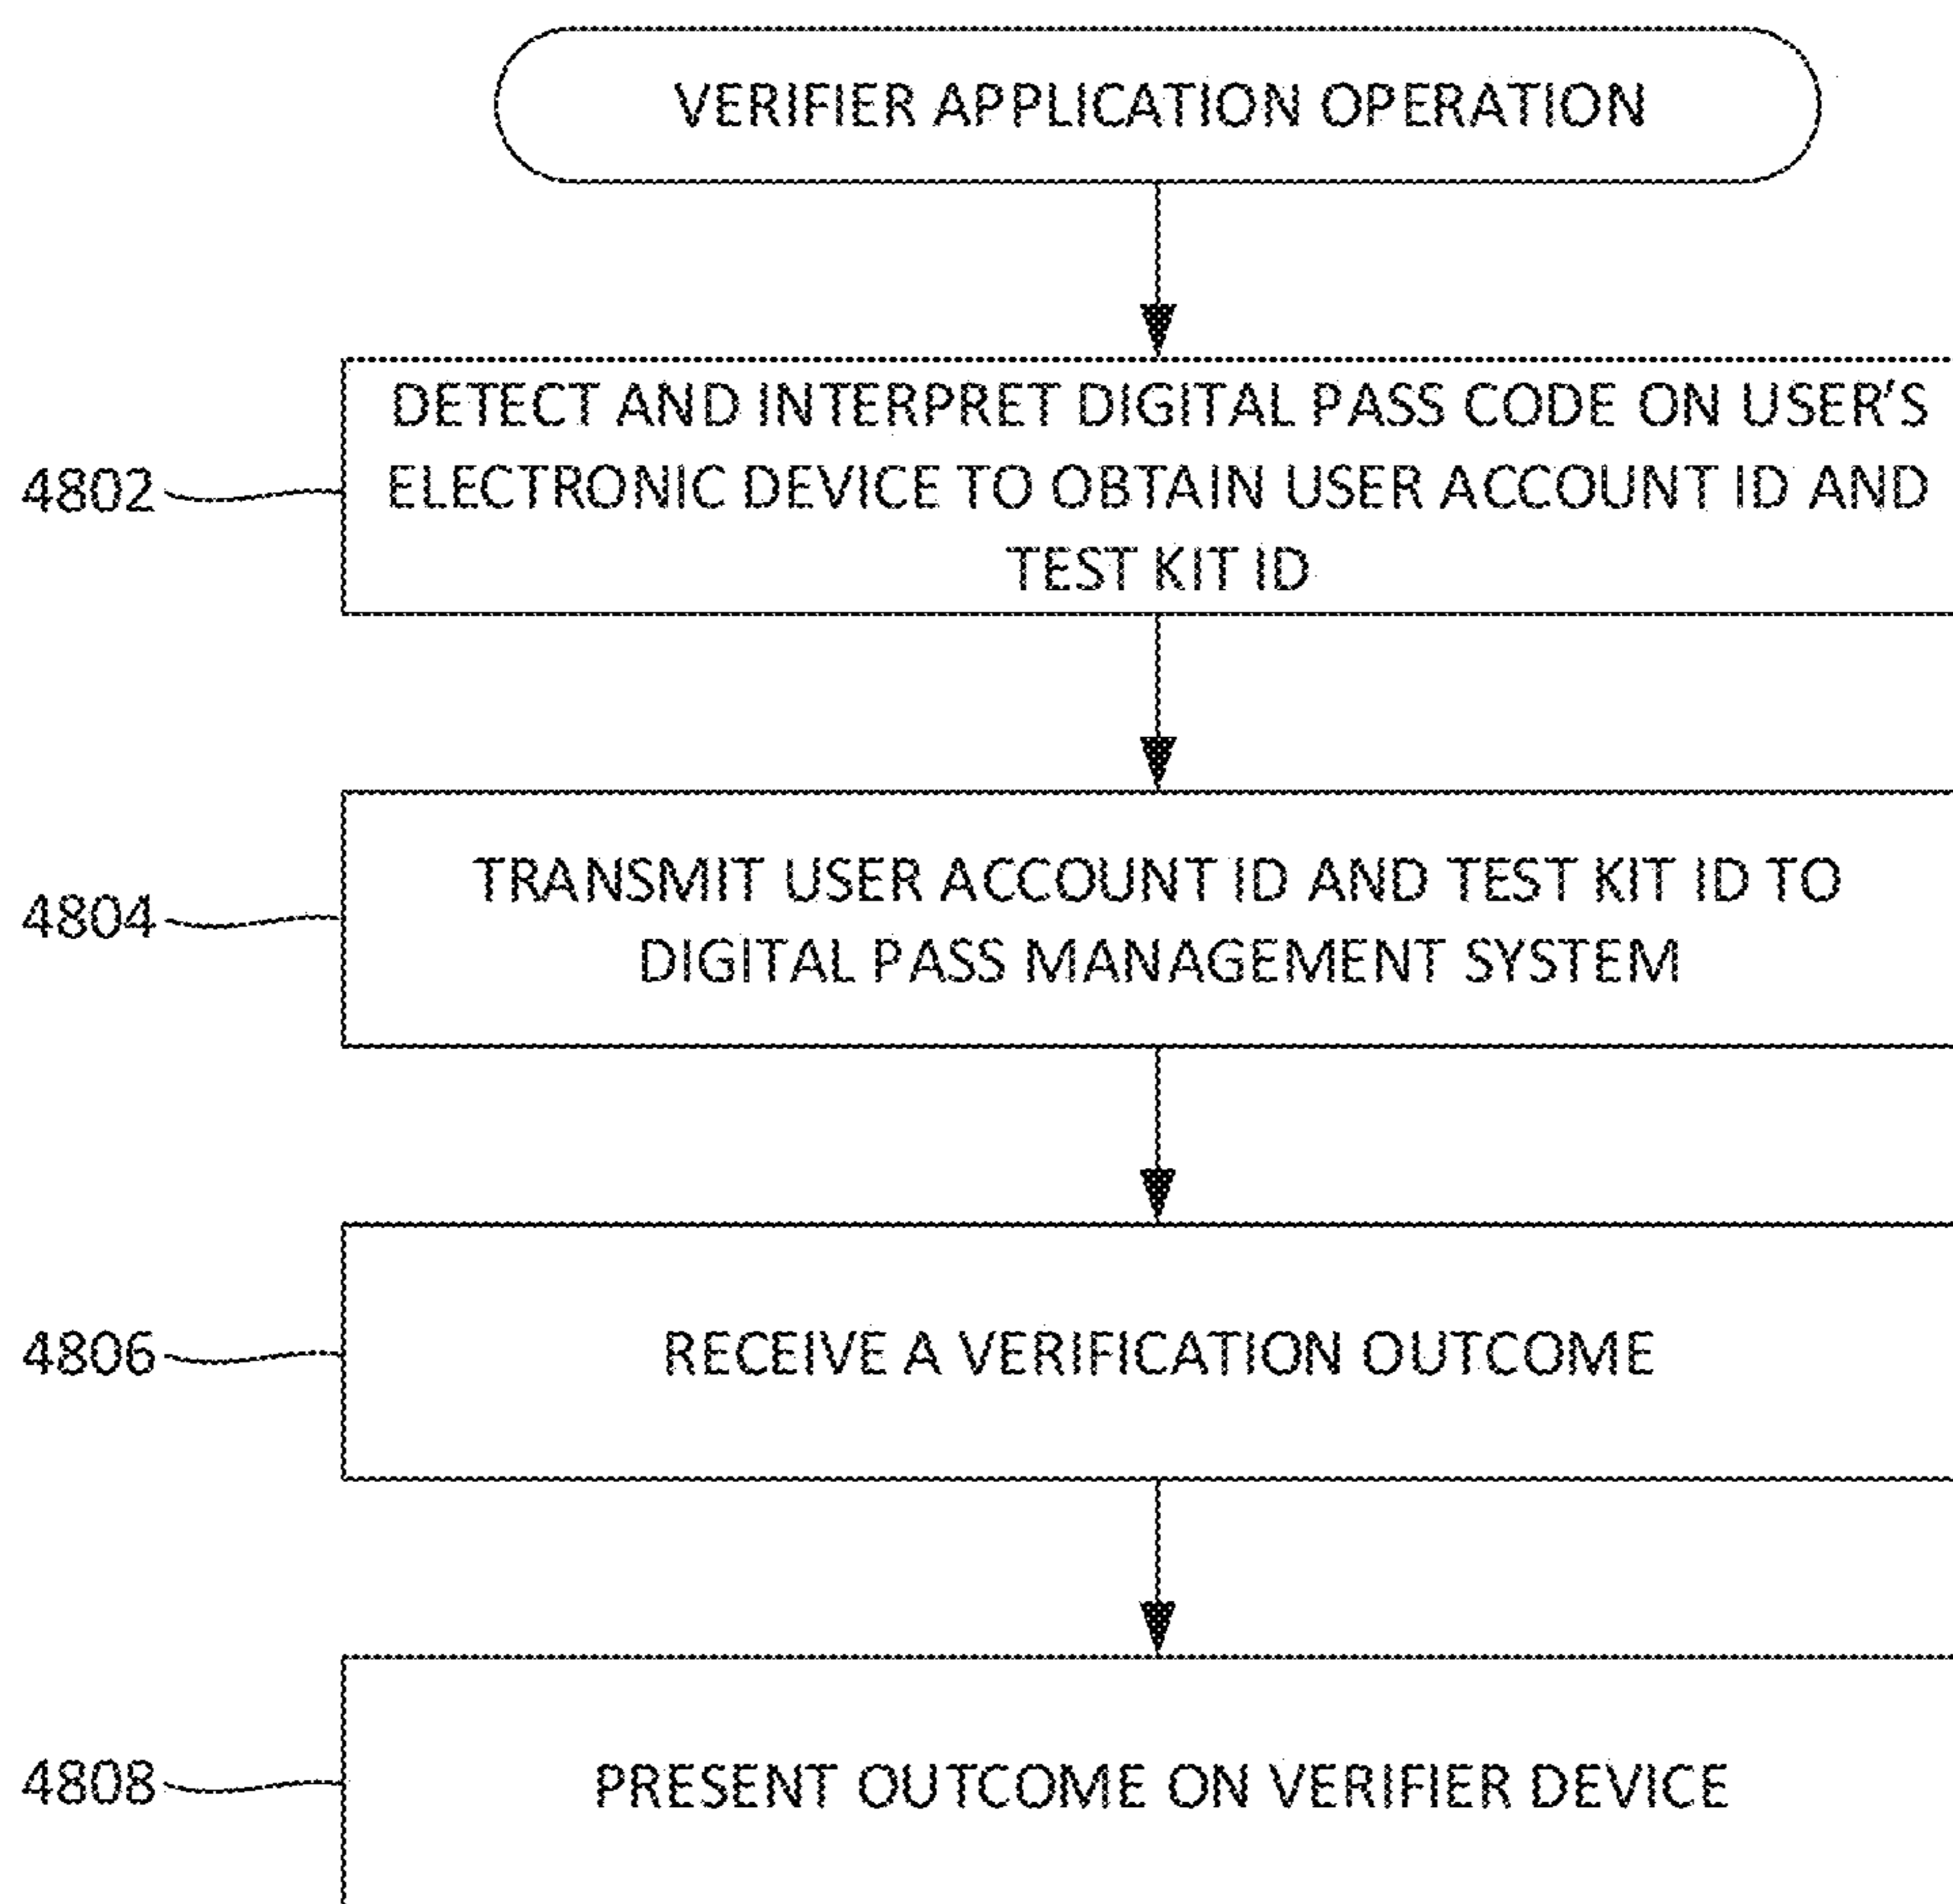 VERIFIER APPLICATION OPERATION
DETECT AND INTERPRET DIGITAL PASS CODE ON USER'S
4802 ELECTRONIC DEVICE TO OBTAIN USER ACCOUNT ID AND
TEST KIT ID
TRANSMIT USER ACCOUNT ID AND TEST KIT ID TO
4804
DIGITAL PASS MANAGEMENT SYSTEM
4806 RECEIVE A VERIFICATION OUTCOME
4808 PRESENT OUTCOME ON VERIFIER DEVICE